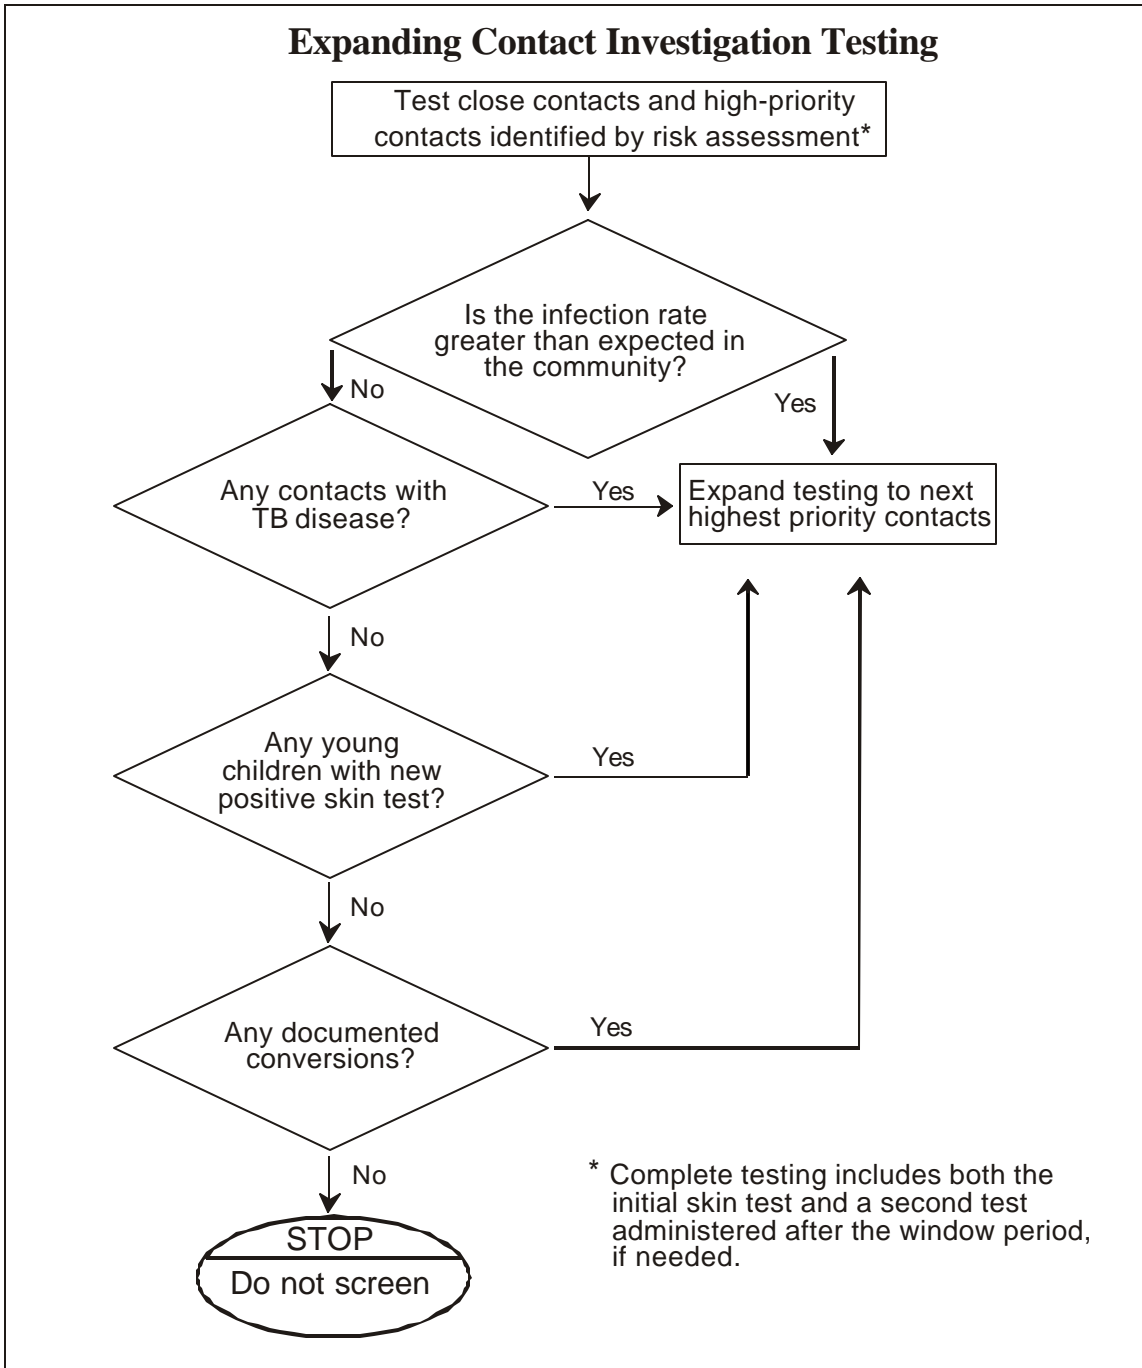 Expanding Contact Investigation Testing
Test close contacts and high-priority
contacts identified by risk assessment*
Is the infection rate
greater than expected in
the community?
No
Yes
Any contacts with
TB disease?
Yes
Expand testing to next
highest priority contacts
No
Any young
children with new
positive skin test?
Yes
No
Any documented
conversions?
Yes
No
STOP
Do not screen
* Complete testing includes both the
initial skin test and a second test
administered after the window period,
if needed.